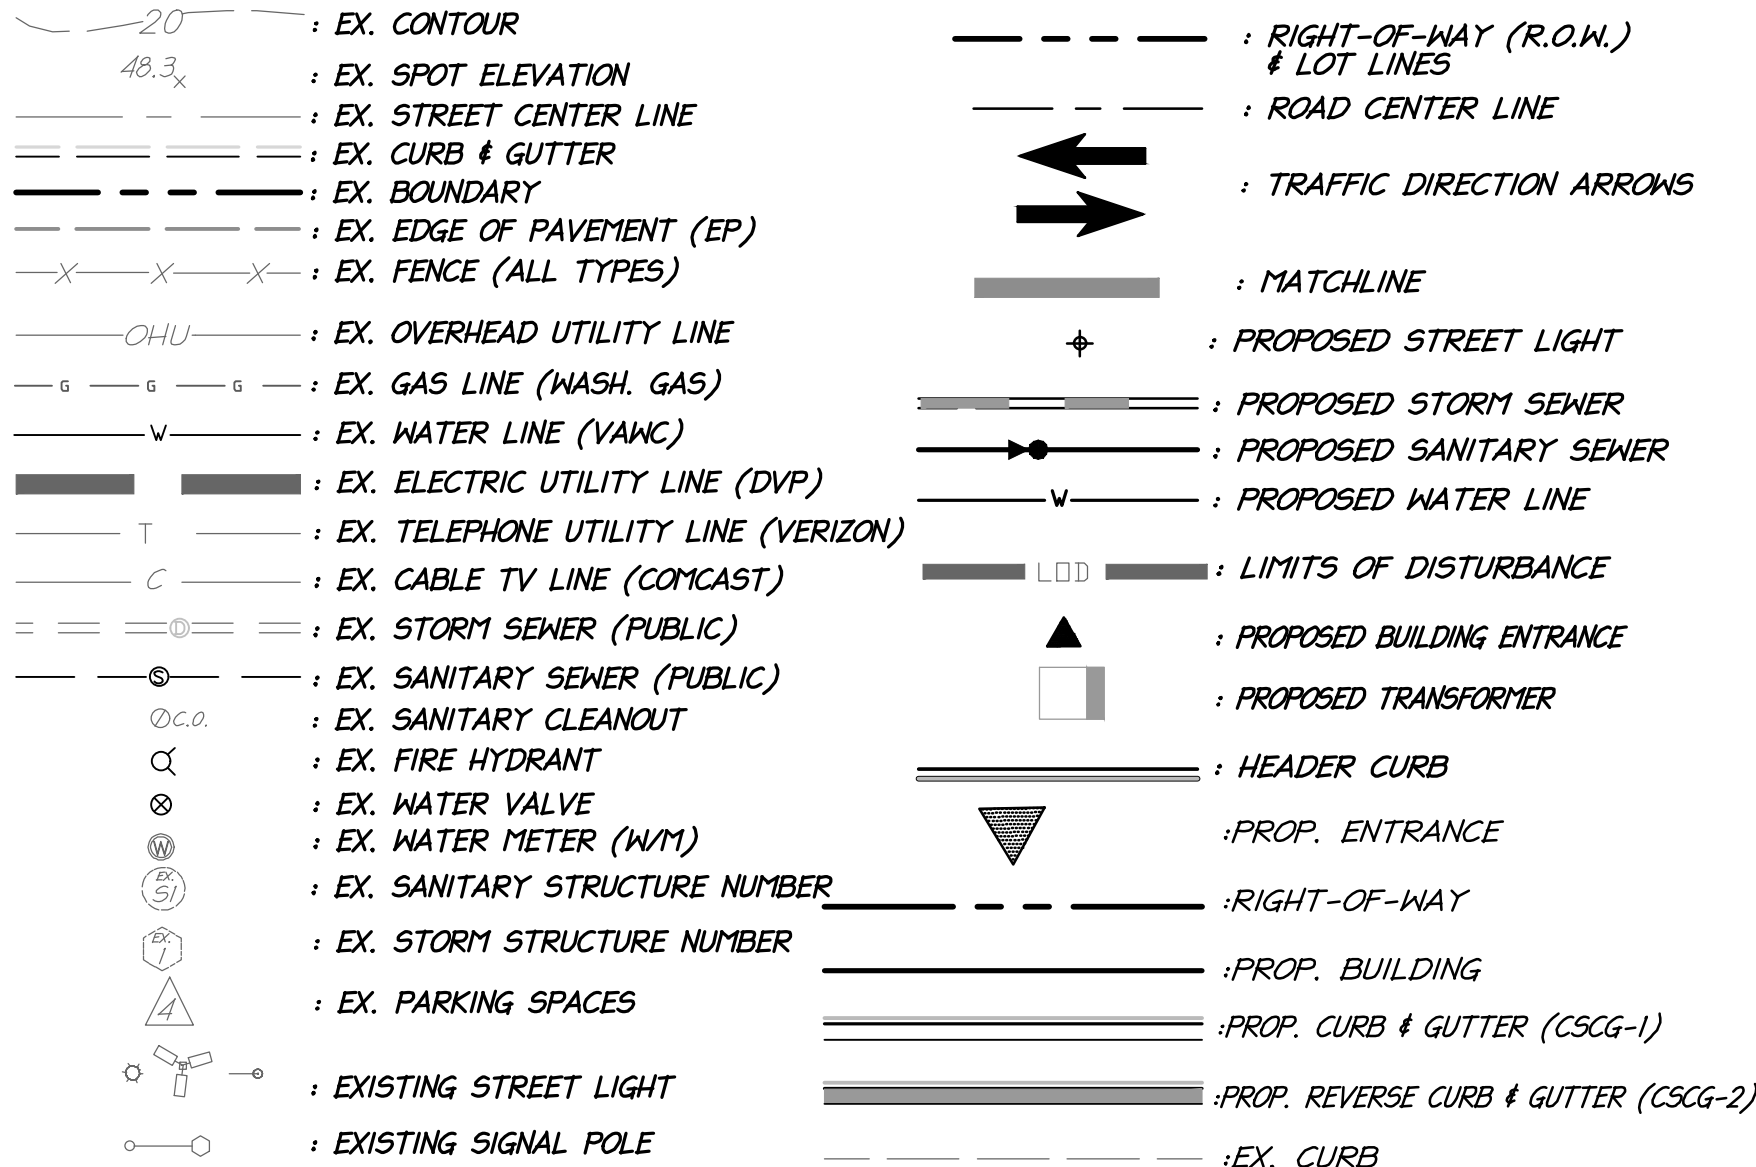 20 : EX. CONTOUR
48.3x : EX. SPOT ELEVATION
: EX. STREET CENTER LINE
: EX. CURB & GUTTER
: EX. BOUNDARY
: EX. EDGE OF PAVEMENT (EP)
X X X : EX. FENCE (ALL TYPES)
OHU : EX. OVERHEAD UTILITY LINE
G G G : EX. GAS LINE (WASH. GAS)
W : EX. WATER LINE (VAWC)
: EX. ELECTRIC UTILITY LINE (DVP)
T : EX. TELEPHONE UTILITY LINE (VERIZON)
C : EX. CABLE TV LINE (COMCAST)
D : EX. STORM SEWER (PUBLIC)
S : EX. SANITARY SEWER (PUBLIC)
C.O. : EX. SANITARY CLEANOUT
: EX. FIRE HYDRANT
: EX. WATER VALVE
W : EX. WATER METER (W/M)
EX.
S1 : EX. SANITARY STRUCTURE NUMBER
EX.
1 : EX. STORM STRUCTURE NUMBER
4 : EX. PARKING SPACES
: EXISTING STREET LIGHT
: EXISTING SIGNAL POLE
: RIGHT-OF-WAY (R.O.W.)
& LOT LINES
: ROAD CENTER LINE
: TRAFFIC DIRECTION ARROWS
: MATCHLINE
: PROPOSED STREET LIGHT
: PROPOSED STORM SEWER
: PROPOSED SANITARY SEWER
W : PROPOSED WATER LINE
LOD : LIMITS OF DISTURBANCE
: PROPOSED BUILDING ENTRANCE
: PROPOSED TRANSFORMER
: HEADER CURB
:PROP. ENTRANCE
:RIGHT-OF-WAY
:PROP. BUILDING
:PROP. CURB & GUTTER (CSCG-1)
:PROP. REVERSE CURB & GUTTER (CSCG-2)
:EX. CURB